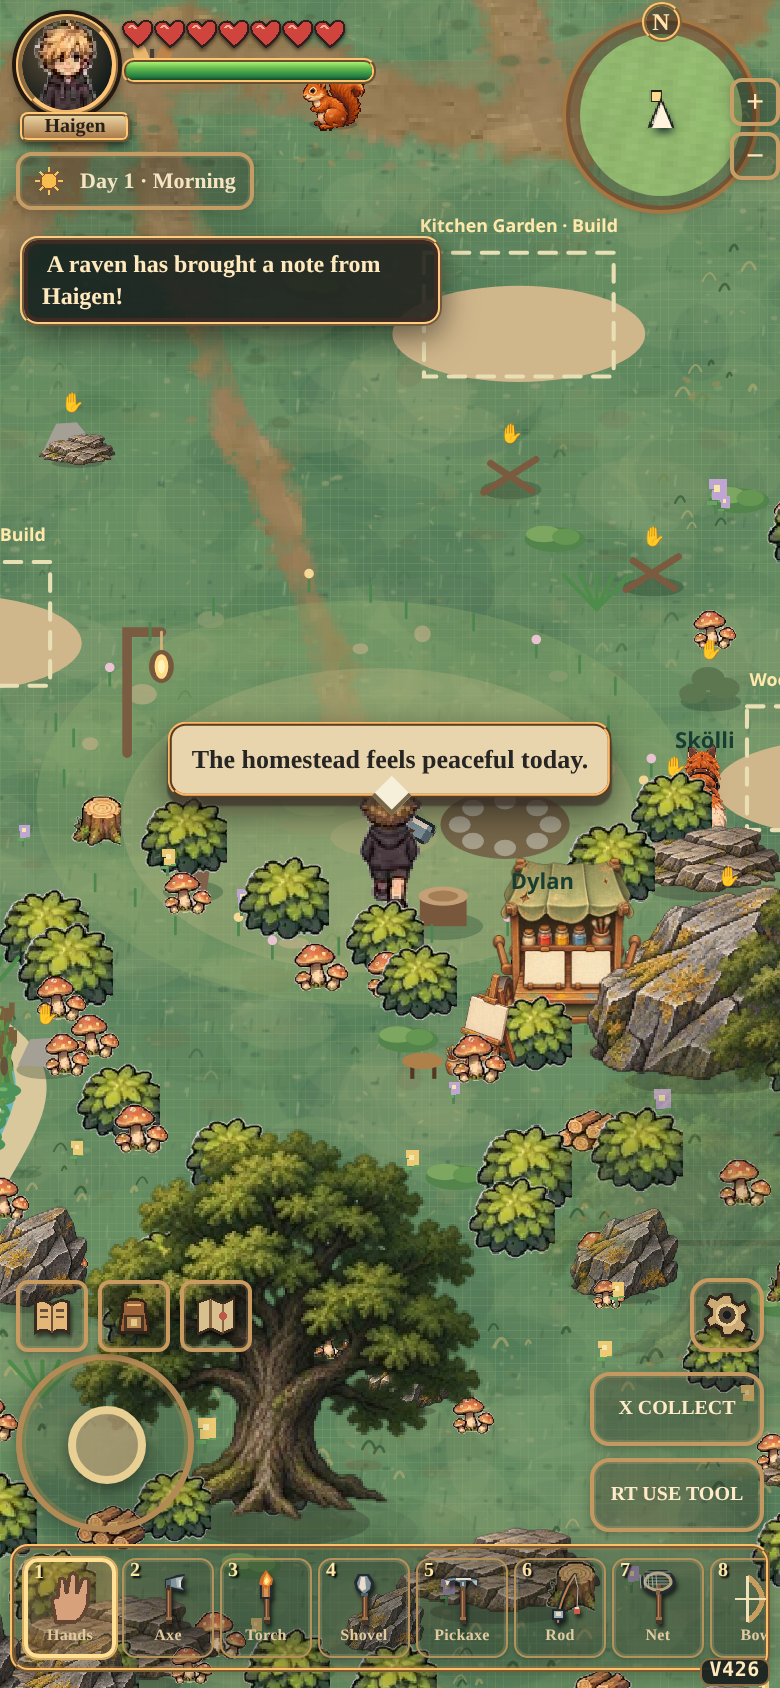 N
Haigen
+
Day 1 · Morning
−
Kitchen Garden · Build
A raven has brought a note from
Haigen!
Build
Woo
The homestead feels peaceful today.
Skölli
Dylan
X COLLECT
RT USE TOOL
1 2 3 4 5 6 7 8
Hands Axe Torch Shovel Pickaxe Rod Net Bow
V426